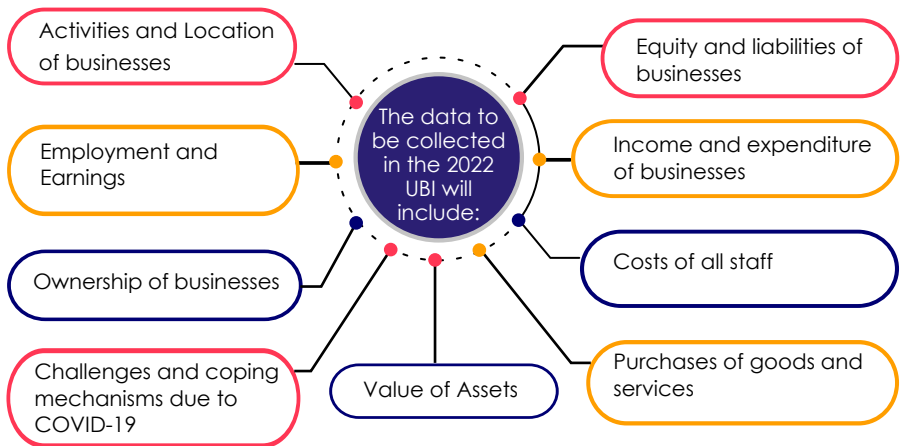 The data to
be collected
in the 2022
UBI will
include:
Activities and Location
of businesses
Employment and
Earnings
Ownership of businesses
Challenges and coping
mechanisms due to
COVID-19
Value of Assets
Equity and liabilities of
businesses
Income and expenditure
of businesses
Costs of all staff
Purchases of goods and
services